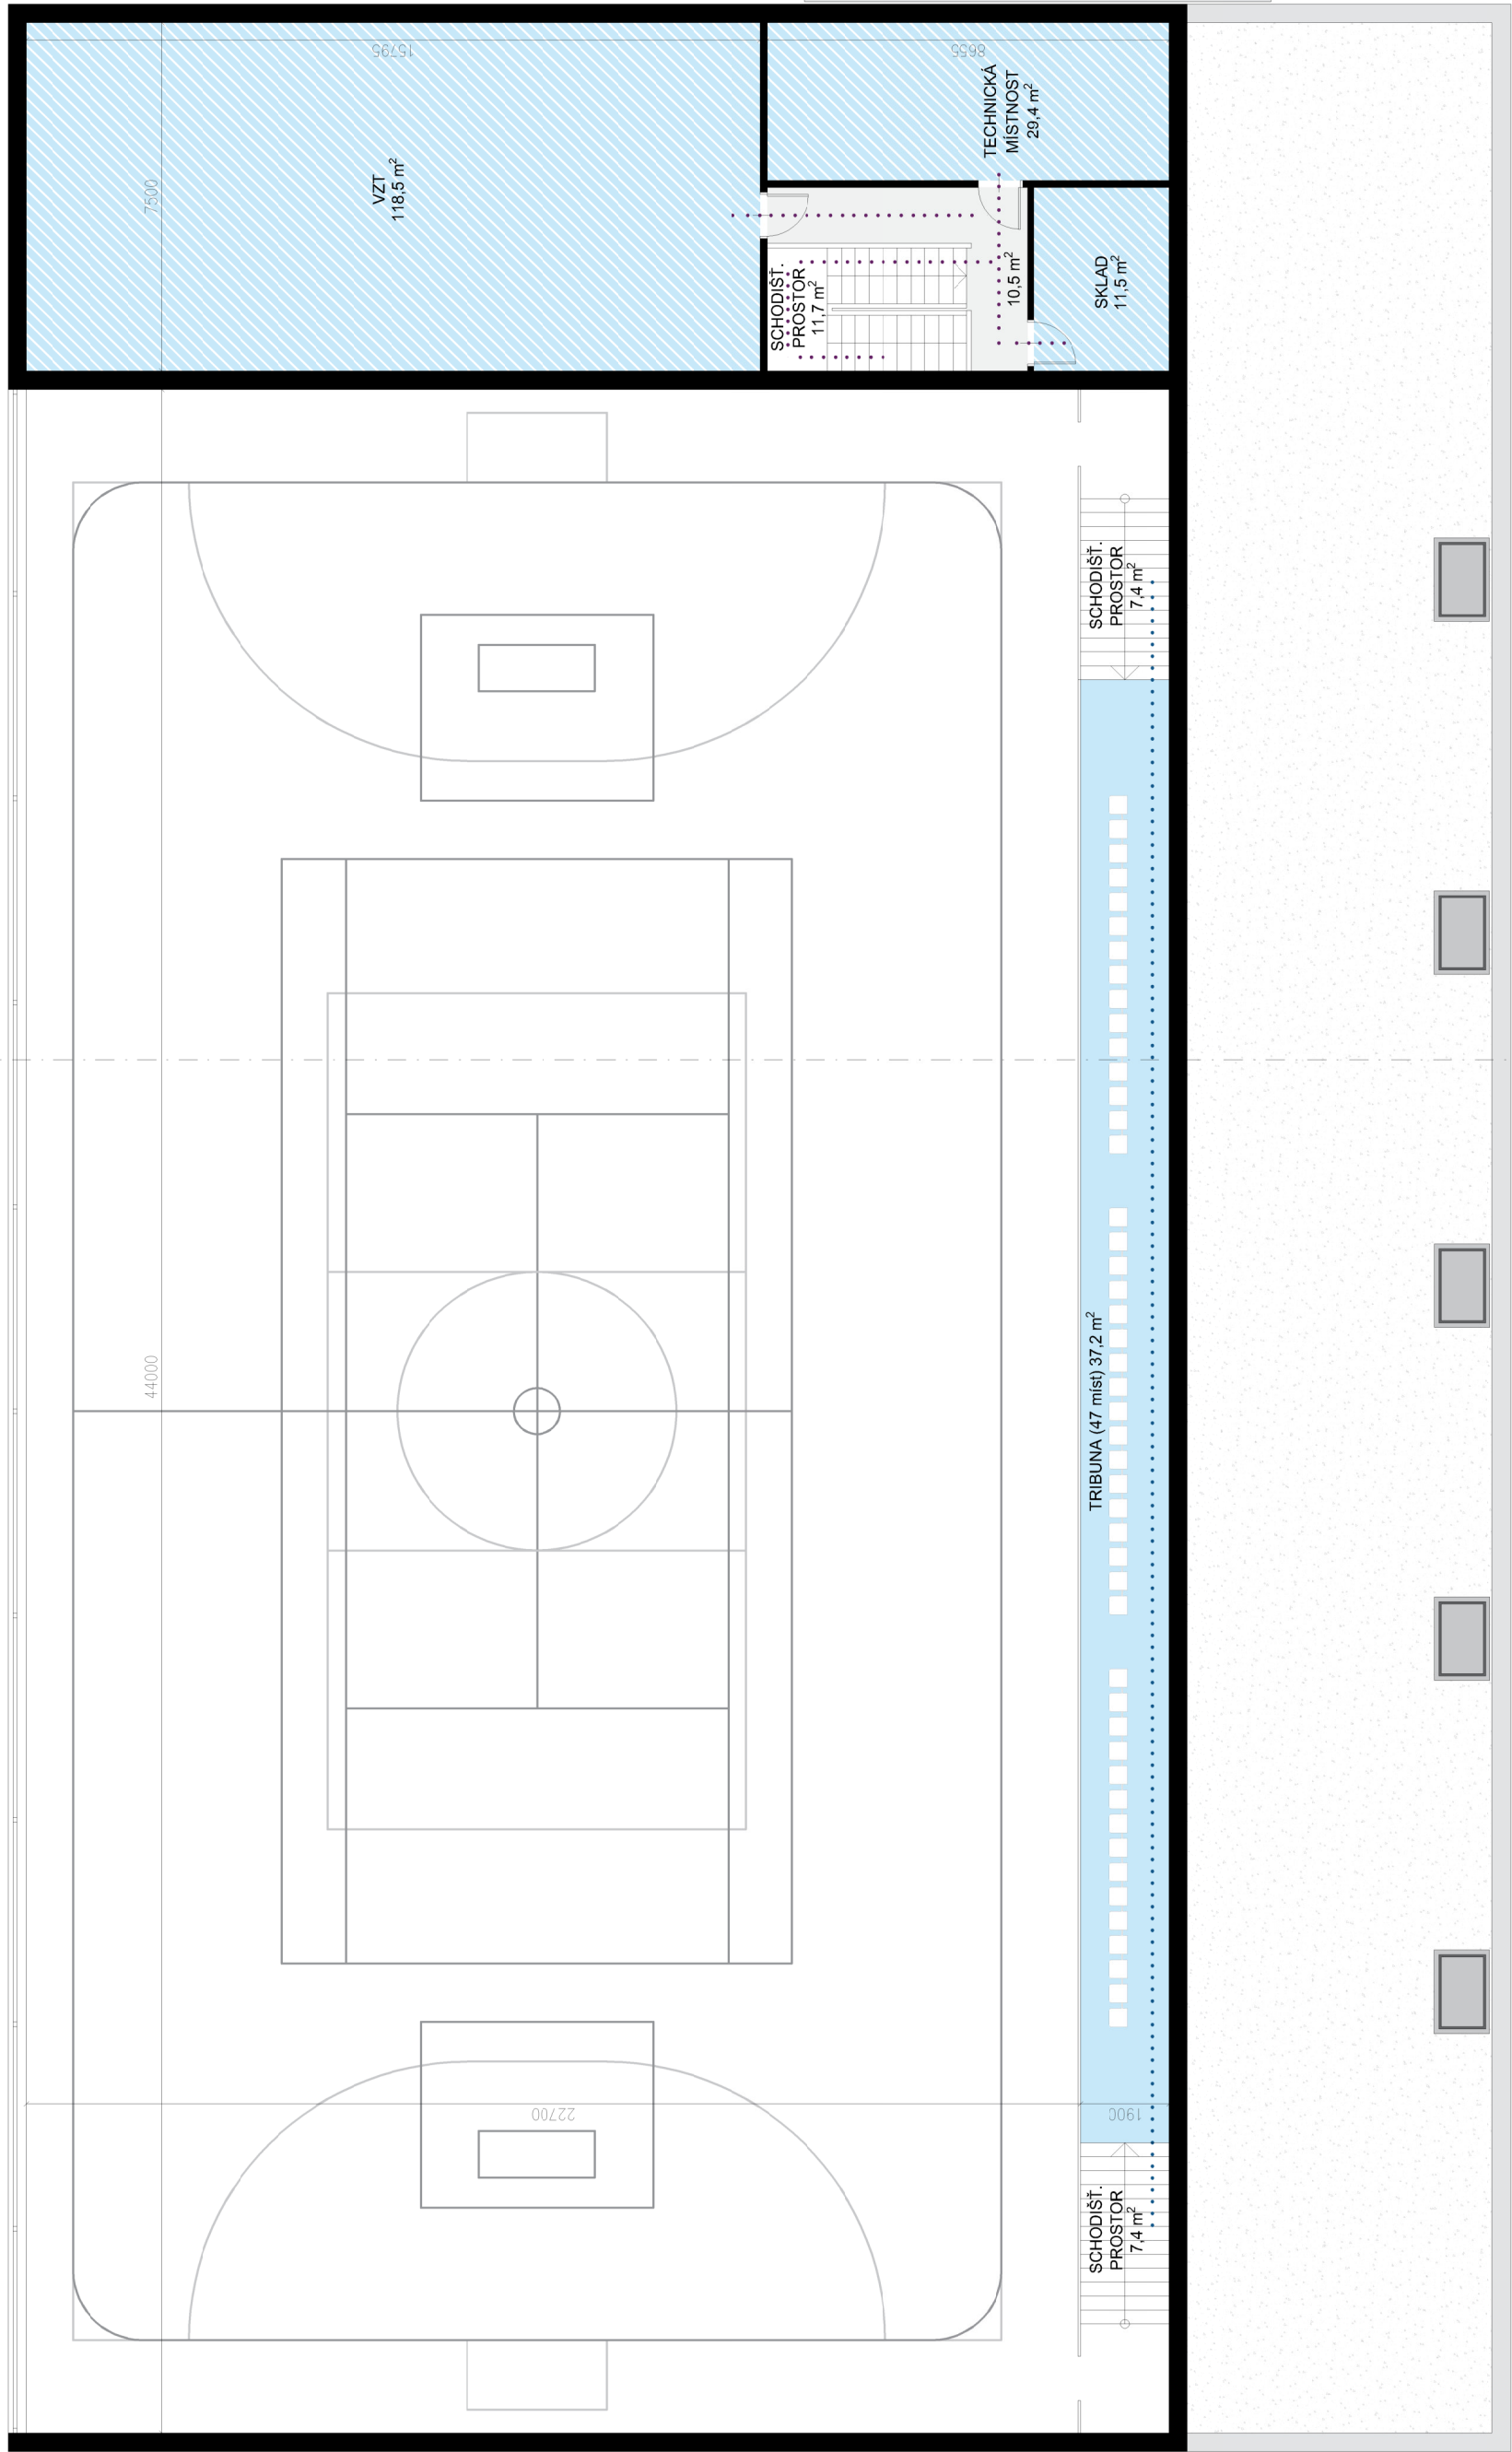 15795
8655
7500
VZT
118,5 m²
TECHNICKÁ
MÍSTNOST
29,4 m²
SCHODIŠŤ.
PROSTOR
11,7 m²
10,5 m²
SKLAD
11,5 m²
SCHODIŠŤ.
PROSTOR
7,4 m²
44000
TRIBUNA (47 míst) 37,2 m²
22700
1900
SCHODIŠŤ.
PROSTOR
7,4 m²